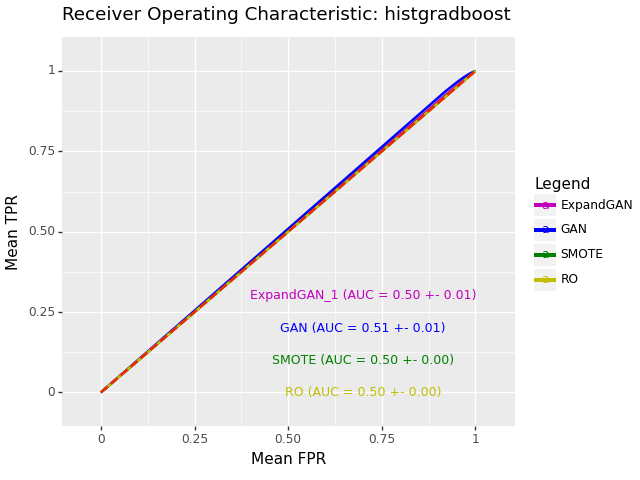 Receiver Operating Characteristic: histgradboost
1
0.75
0.50
0.25
0
Mean TPR
ExpandGAN_1 (AUC = 0.50 +- 0.01)
GAN (AUC = 0.51 +- 0.01)
SMOTE (AUC = 0.50 +- 0.00)
RO (AUC = 0.50 +- 0.00)
0 0.25 0.50 0.75 1
Mean FPR
Legend
a ExpandGAN
a GAN
a SMOTE
a RO